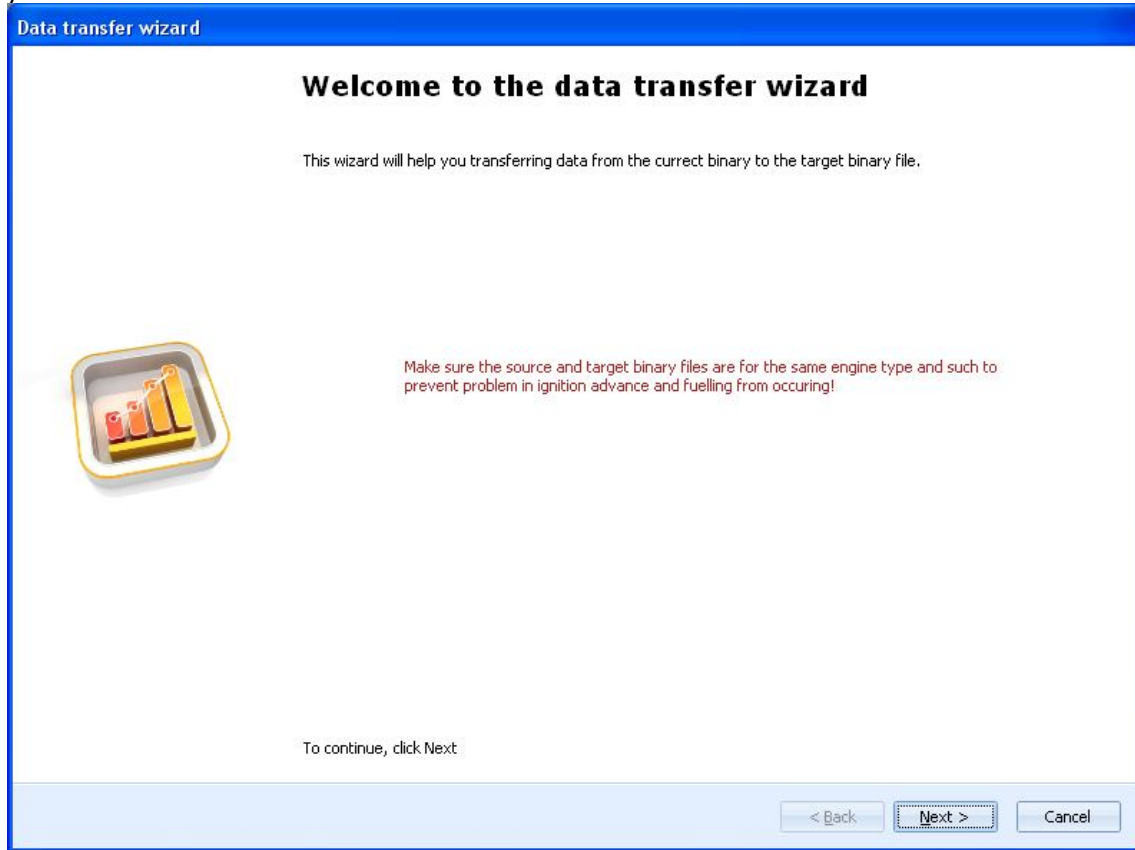 Data transfer wizard
Welcome to the data transfer wizard
This wizard will help you transferring data from the currect binary to the target binary file.
Make sure the source and target binary files are for the same engine type and such to
prevent problem in ignition advance and fuelling from occuring!
To continue, click Next
< Back Next > Cancel